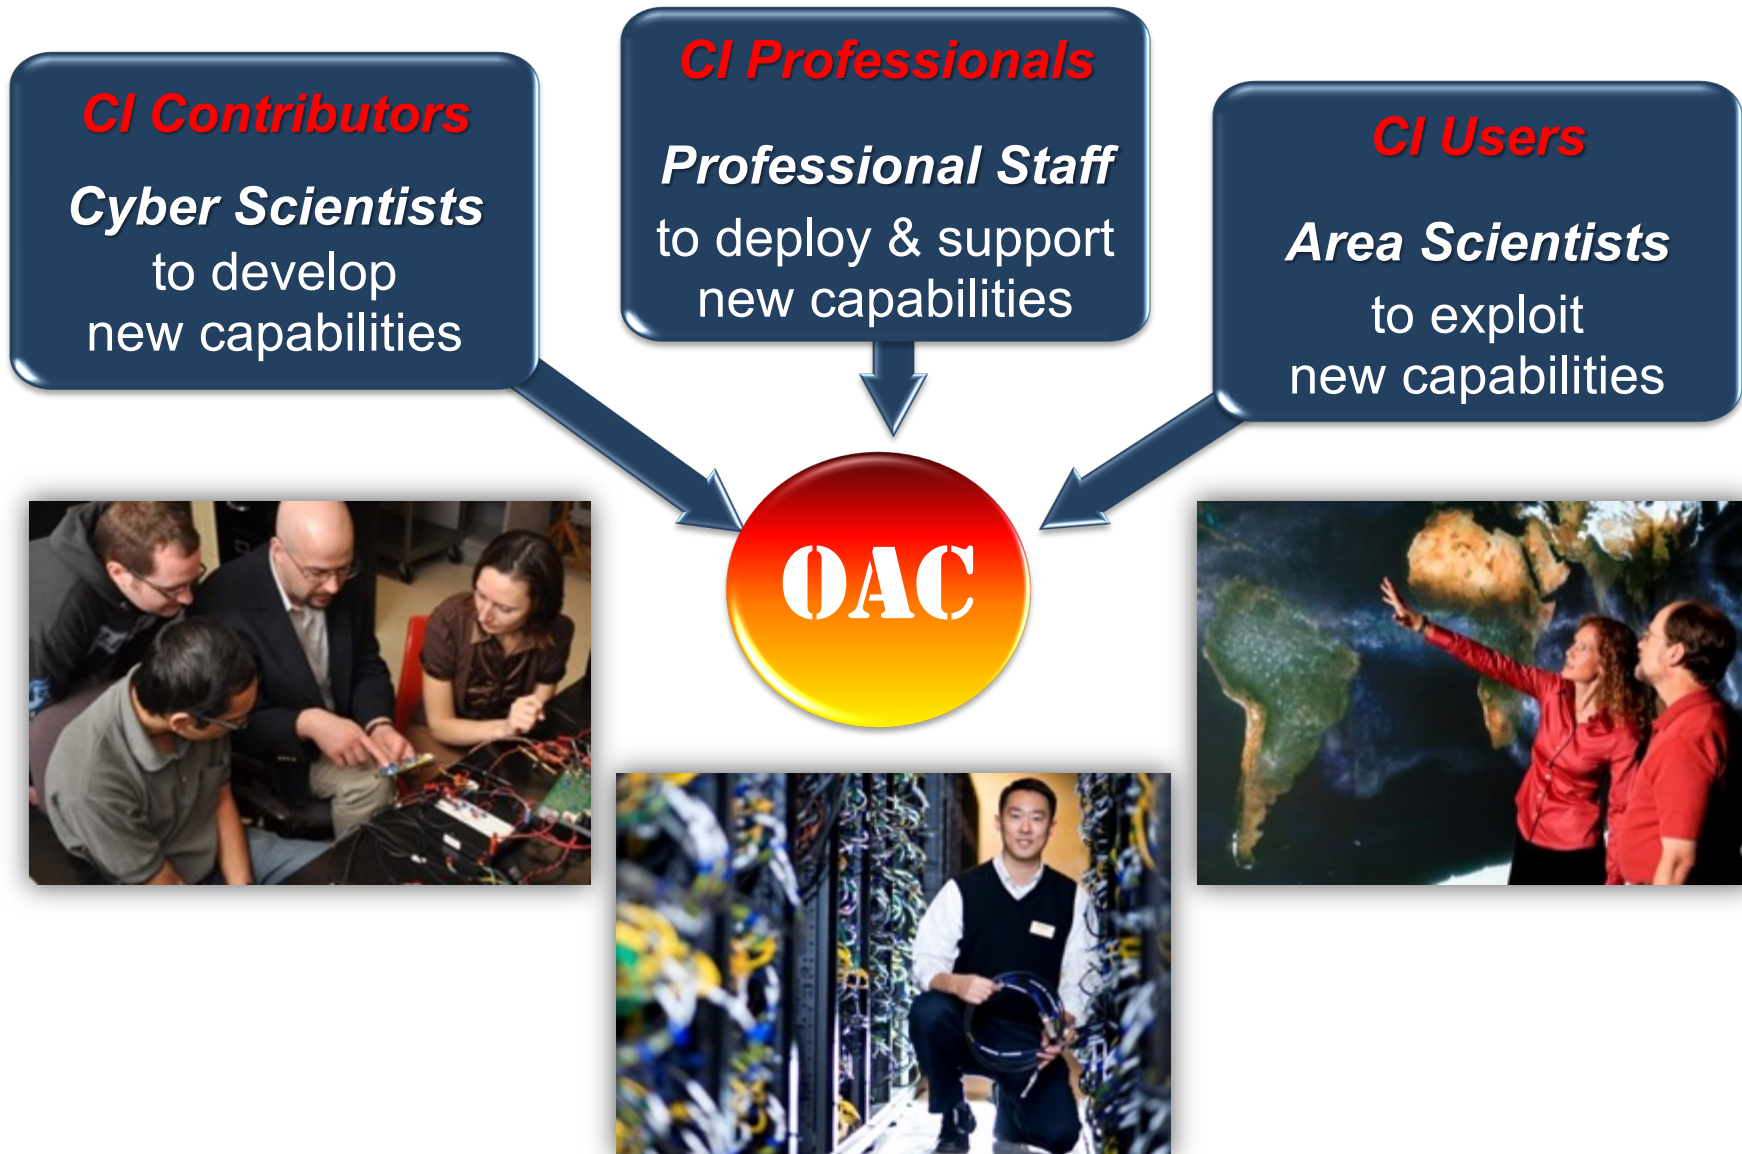 CI Contributors
Cyber Scientists
to develop
new capabilities
CI Professionals
Professional Staff
to deploy & support
new capabilities
CI Users
Area Scientists
to exploit
new capabilities
OAC